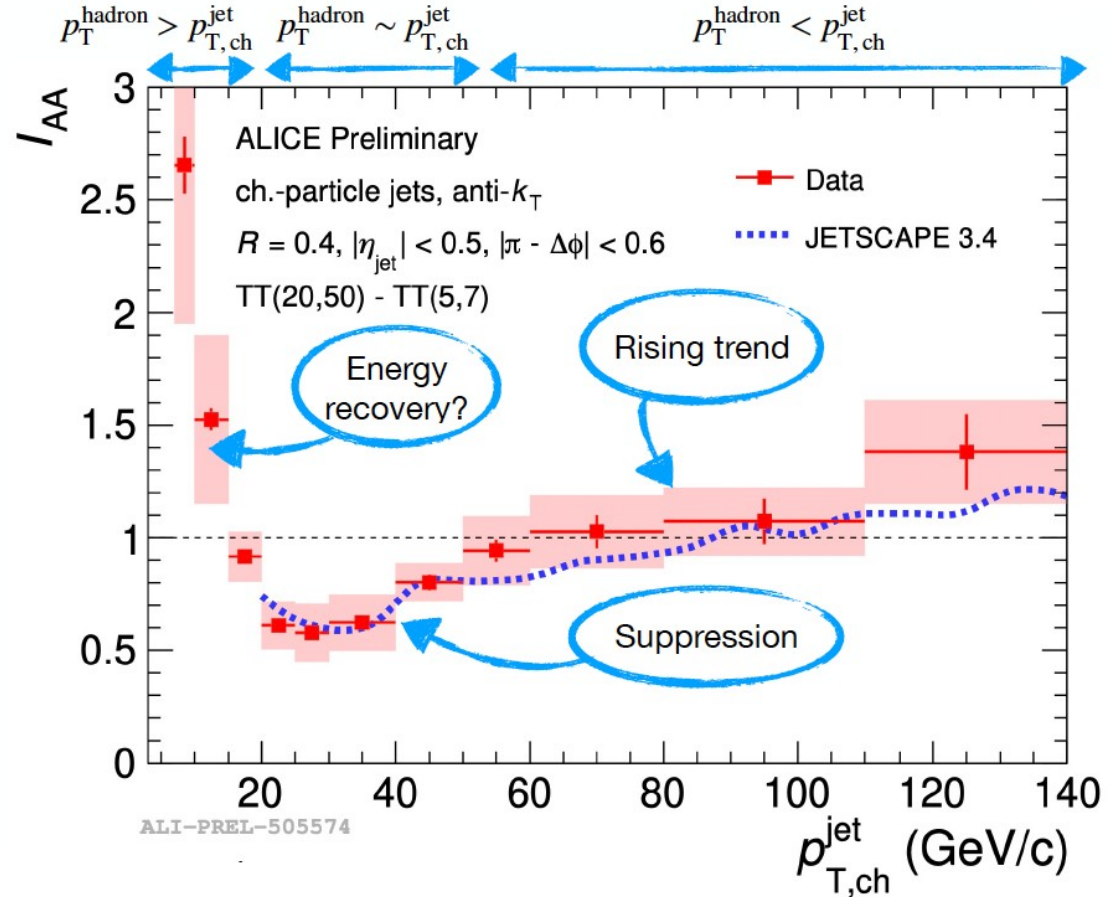 p_T^hadron > p_T,ch^jet p_T^hadron ~ p_T,ch^jet p_T^hadron < p_T,ch^jet
I_AA
3
2.5
2
1.5
1
0.5
0
ALICE Preliminary
ch.-particle jets, anti-k_T
R = 0.4, |η_jet| < 0.5, |π - Δϕ| < 0.6
TT(20,50) - TT(5,7)
Data
JETSCAPE 3.4
Energy
recovery?
Rising trend
Suppression
20 40 60 80 100 120 140
ALI-PREL-505574
p_T,ch^jet (GeV/c)